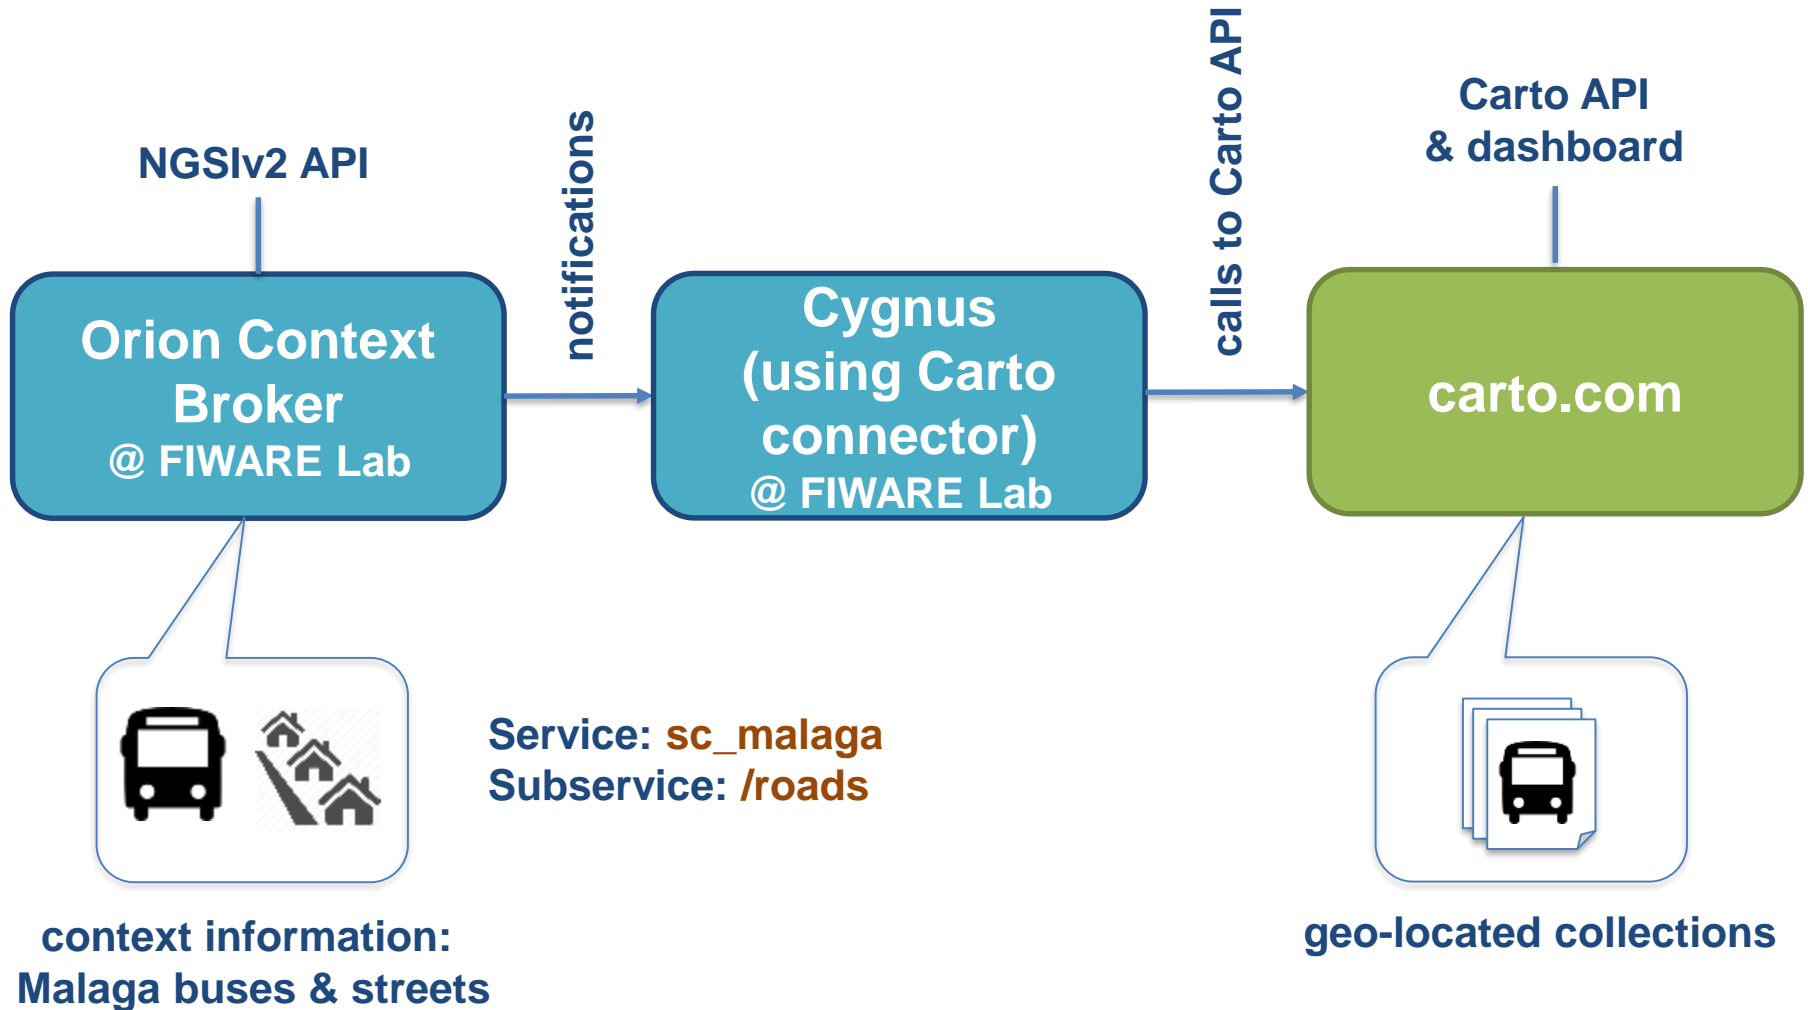 NGSIv2 API
notifications
calls to Carto API
Carto API
& dashboard
Orion Context
Broker
@ FIWARE Lab
Cygnus
(using Carto
connector)
@ FIWARE Lab
carto.com
Service: sc_malaga
Subservice: /roads
context information:
Malaga buses & streets
geo-located collections